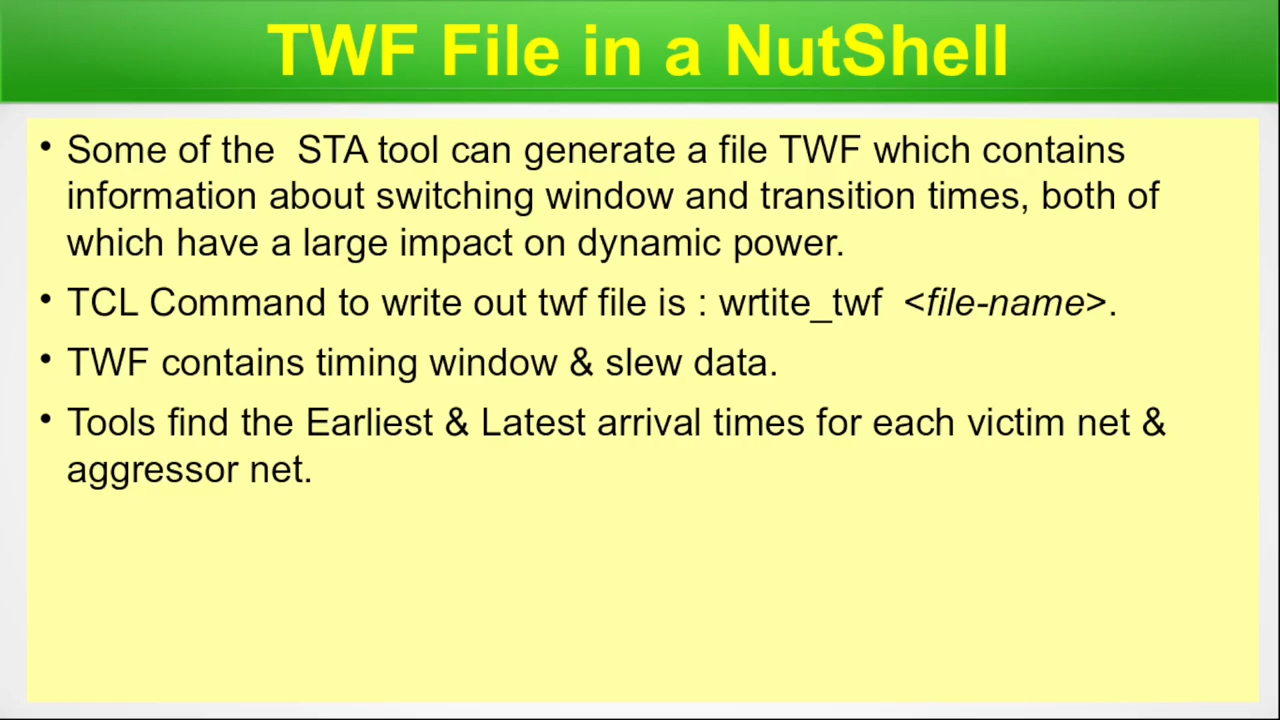 TWF File in a NutShell
• Some of the STA tool can generate a file TWF which contains
information about switching window and transition times, both of
which have a large impact on dynamic power.
• TCL Command to write out twf file is : wrtite_twf <file-name>.
• TWF contains timing window & slew data.
• Tools find the Earliest & Latest arrival times for each victim net &
aggressor net.